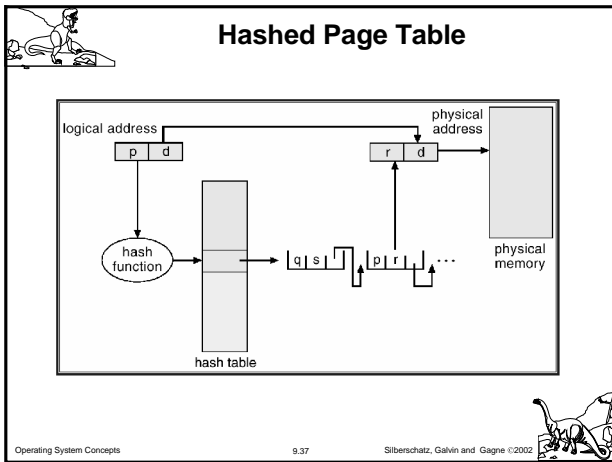 Hashed Page Table
logical address
physical
address
p d
r d
hash
function
q s
p r
...
physical
memory
hash table
Operating System Concepts
9.37
Silberschatz, Galvin and Gagne ©2002